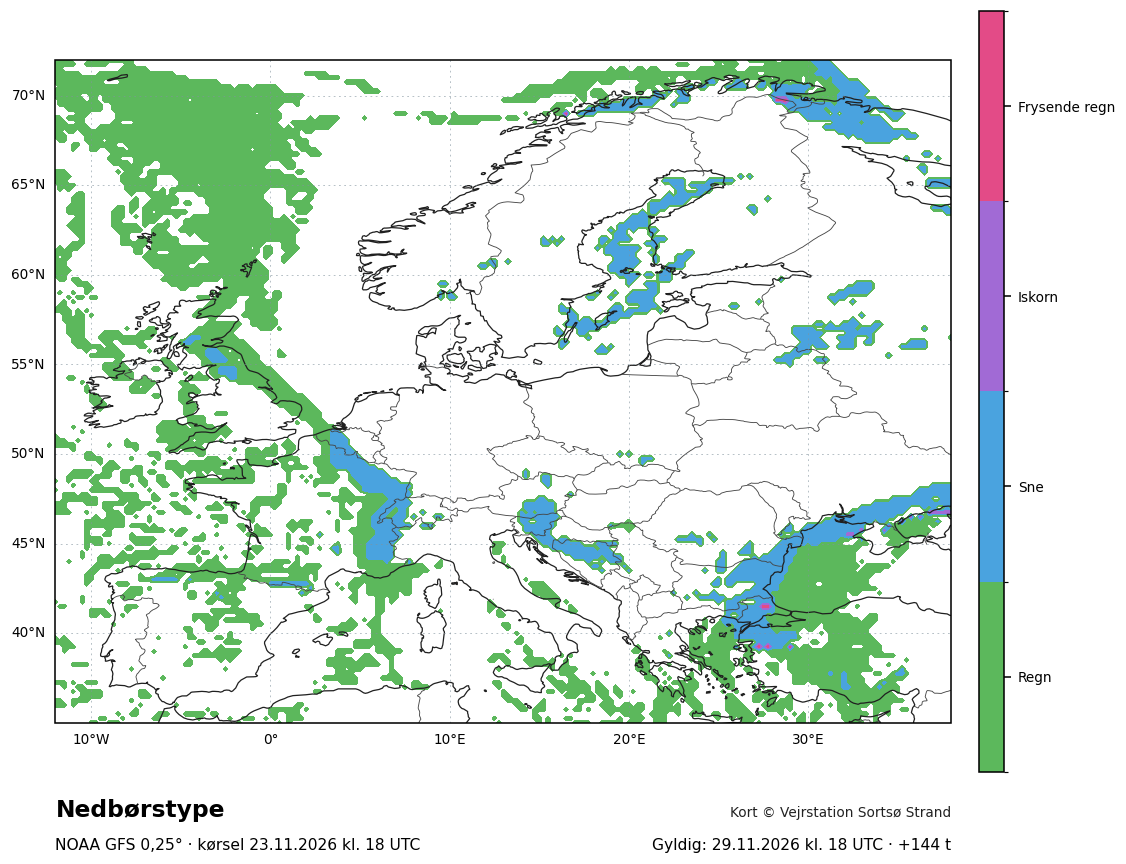 Frysende regn
Iskorn
Sne
Regn
70°N
65°N
60°N
55°N
50°N
45°N
40°N
10°W
0°
10°E
20°E
30°E
Nedbørstype
Kort © Vejrstation Sortsø Strand
NOAA GFS 0,25° · kørsel 23.11.2026 kl. 18 UTC
Gyldig: 29.11.2026 kl. 18 UTC · +144 t